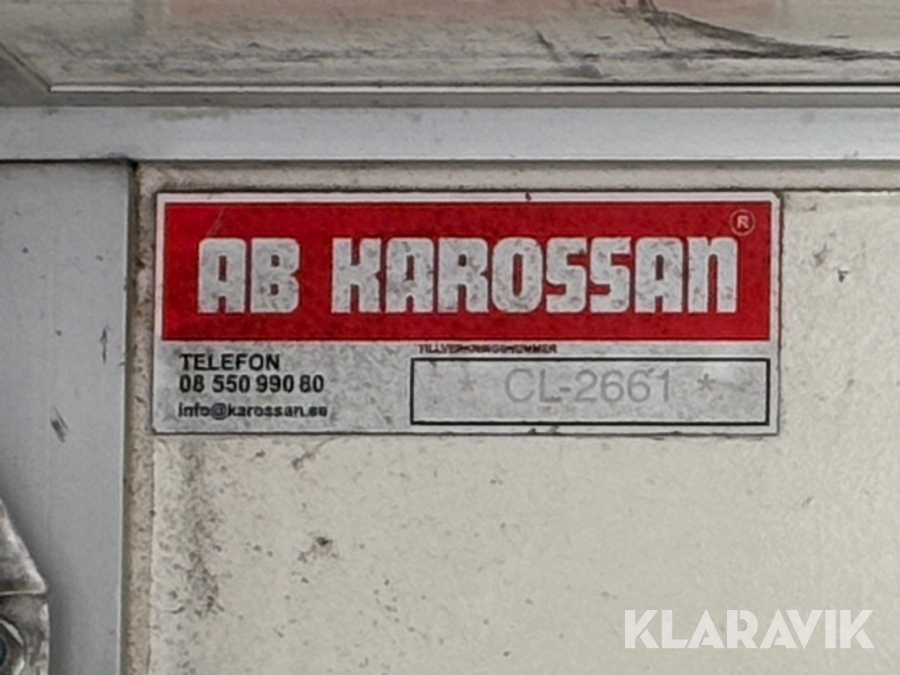 AB KAROSSAN ®
TELEFON
08 550 990 80
info@karossan.se
TILLVERKNINGSNUMMER
* CL-2661 *
KLARAVIK